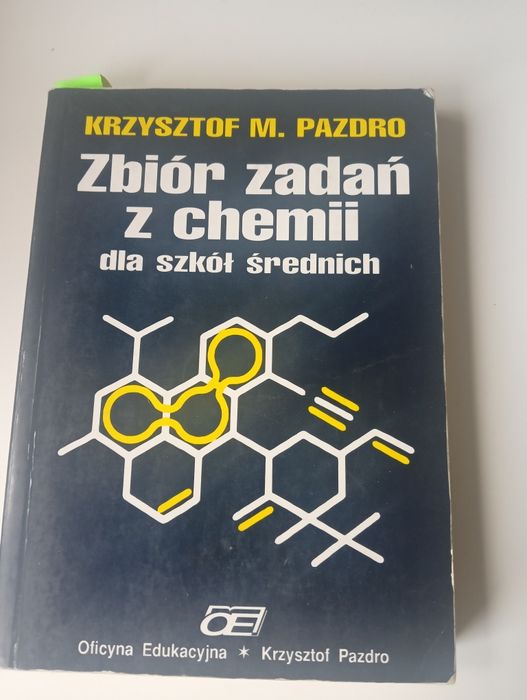 KRZYSZTOF M. PAZDRO
Zbiór zadań
z chemii
dla szkół średnich
OE
Oficyna Edukacyjna * Krzysztof Pazdro